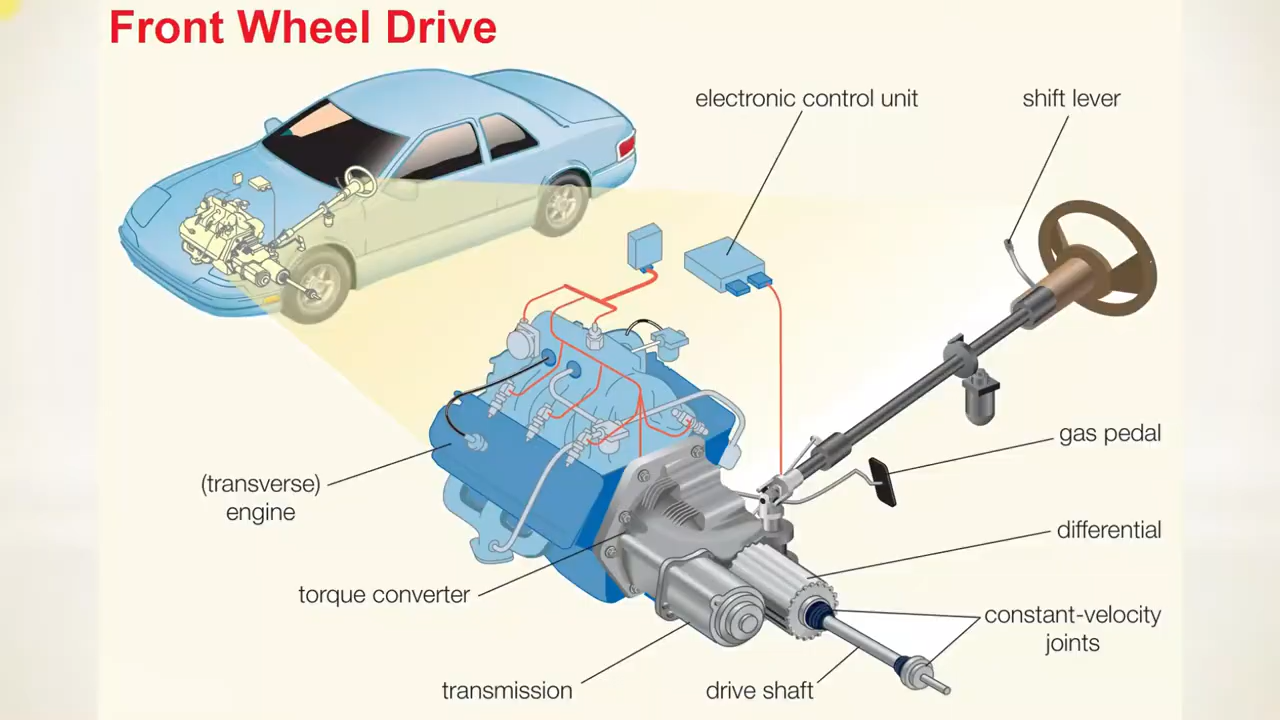 Front Wheel Drive
electronic control unit
shift lever
gas pedal
(transverse)
engine
differential
torque converter
constant-velocity
joints
transmission
drive shaft